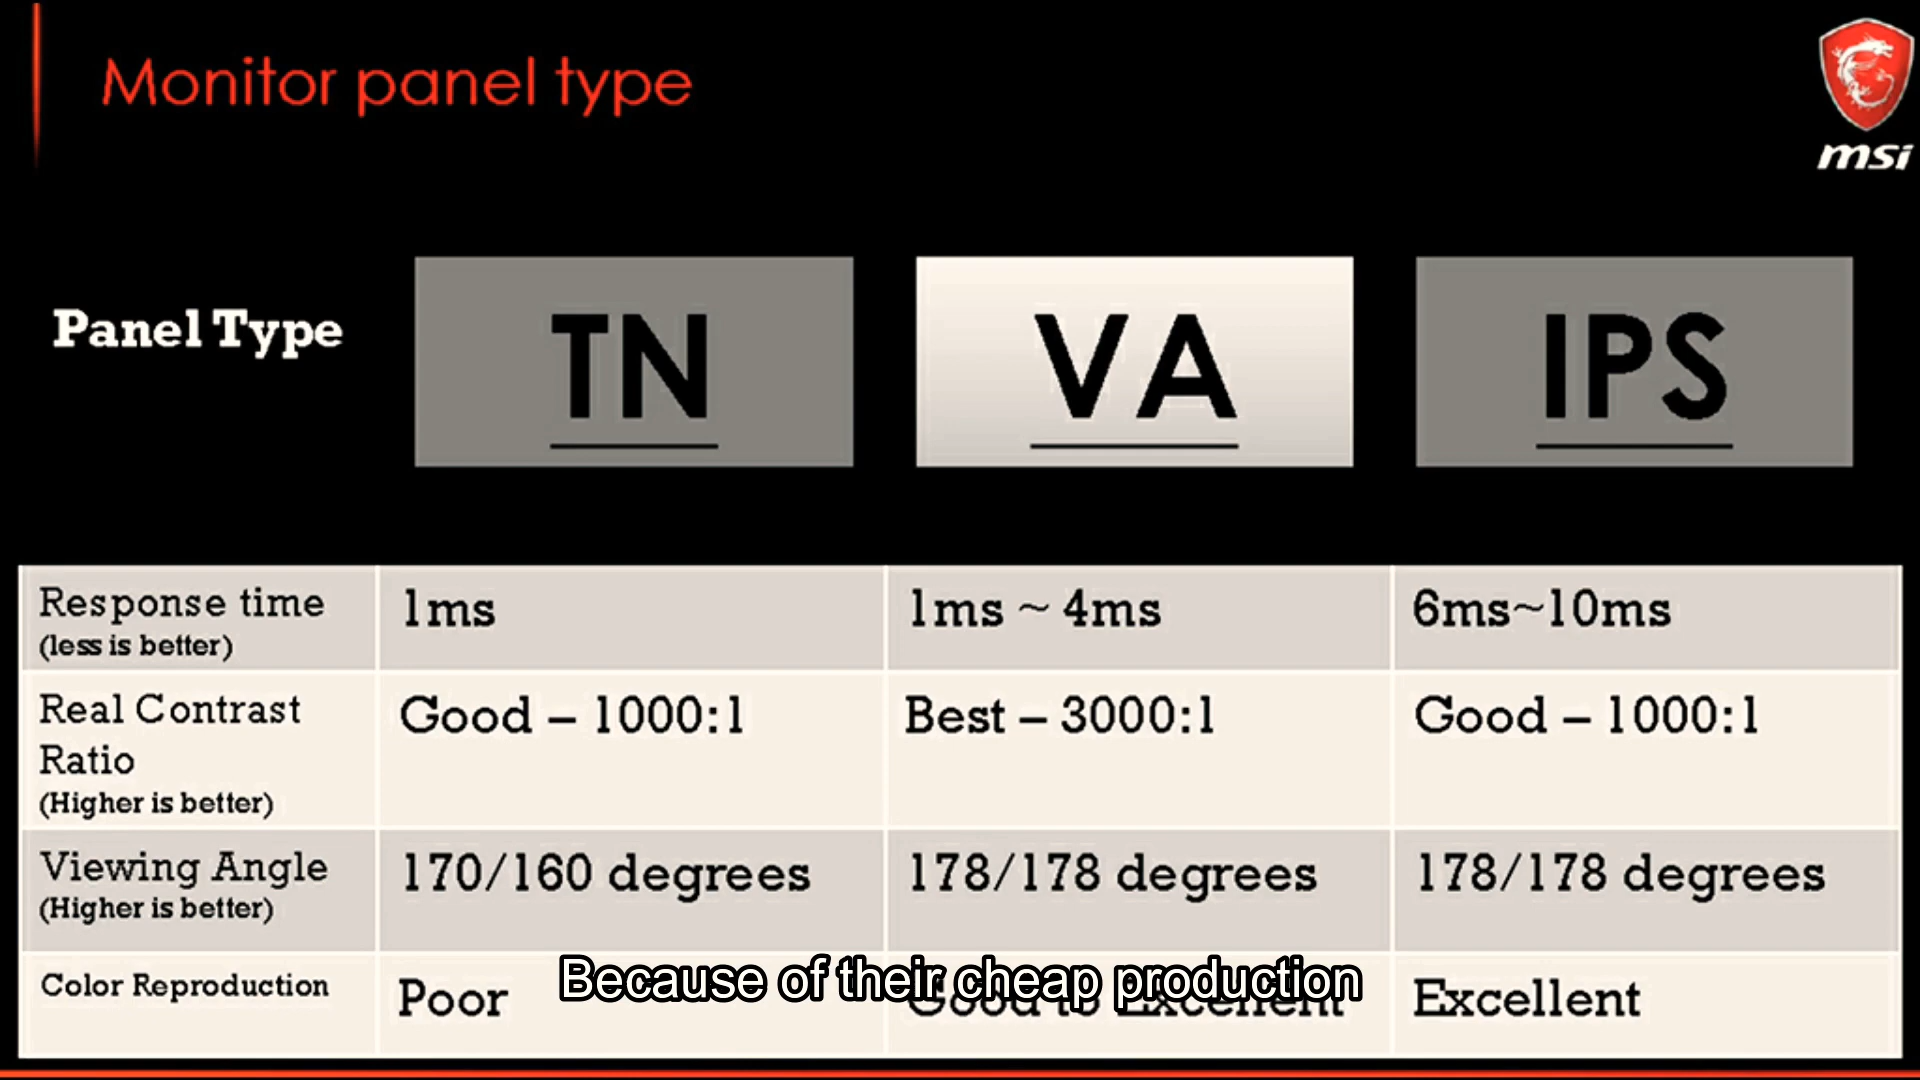 Monitor panel type
msi
Panel Type
TN
VA
IPS
Response time
(less is better)
1ms
1ms ~ 4ms
6ms~10ms
Real Contrast
Ratio
(Higher is better)
Good – 1000:1
Best – 3000:1
Good – 1000:1
Viewing Angle
(Higher is better)
170/160 degrees
178/178 degrees
178/178 degrees
Color Reproduction
Poor
Good to Excellent
Excellent
Because of their cheap production